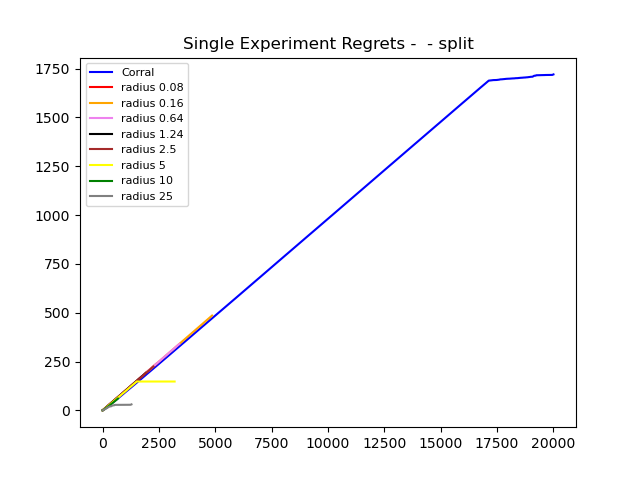 Single Experiment Regrets -  - split
1750
1500
1250
1000
750
500
250
0
Corral
radius 0.08
radius 0.16
radius 0.64
radius 1.24
radius 2.5
radius 5
radius 10
radius 25
0 2500 5000 7500 10000 12500 15000 17500 20000